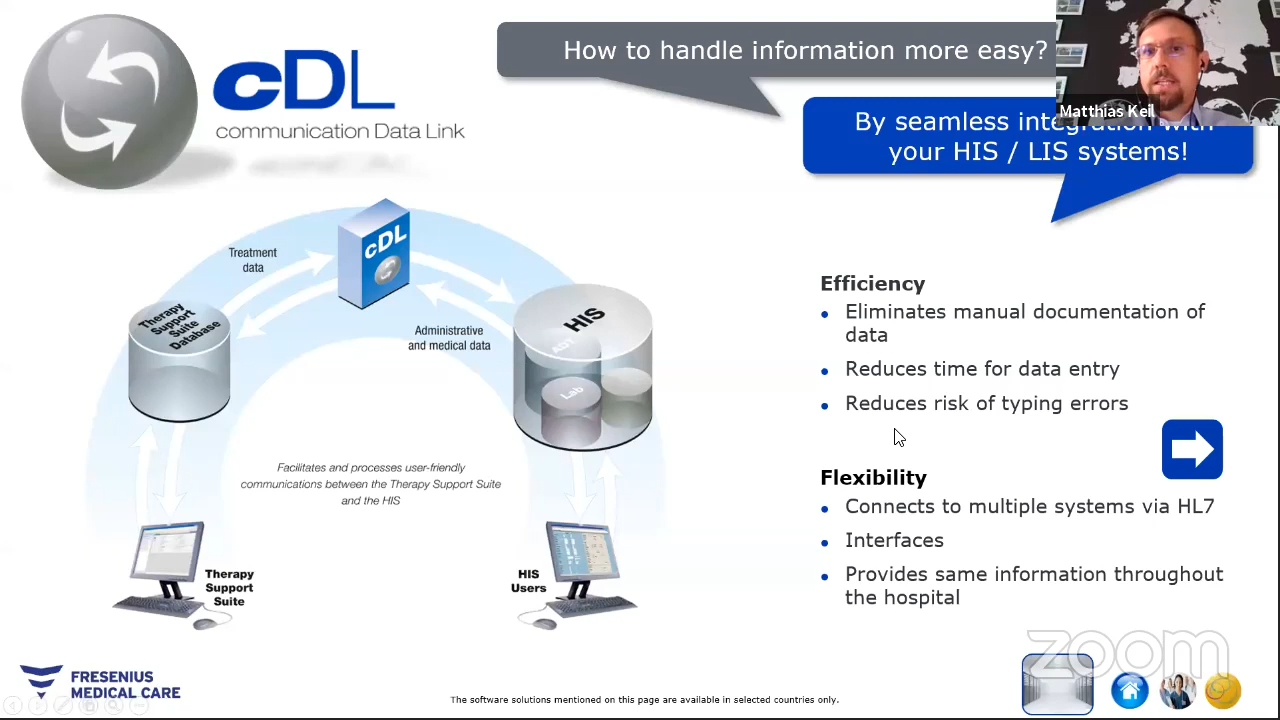 cDL
communication Data Link
How to handle information more easy?
By seamless integration with
your HIS / LIS systems!
Matthias Keil
Treatment
data
cDL
Therapy
Support
Suite
Database
HIS
ADT
Lab
Administrative
and medical data
Facilitates and processes user-friendly
communications between the Therapy Support Suite
and the HIS
Therapy
Support
Suite
HIS
Users
Efficiency
Eliminates manual documentation of
data
Reduces time for data entry
Reduces risk of typing errors
Flexibility
Connects to multiple systems via HL7
Interfaces
Provides same information throughout
the hospital
FRESENIUS
MEDICAL CARE
The software solutions mentioned on this page are available in selected countries only.
zoom